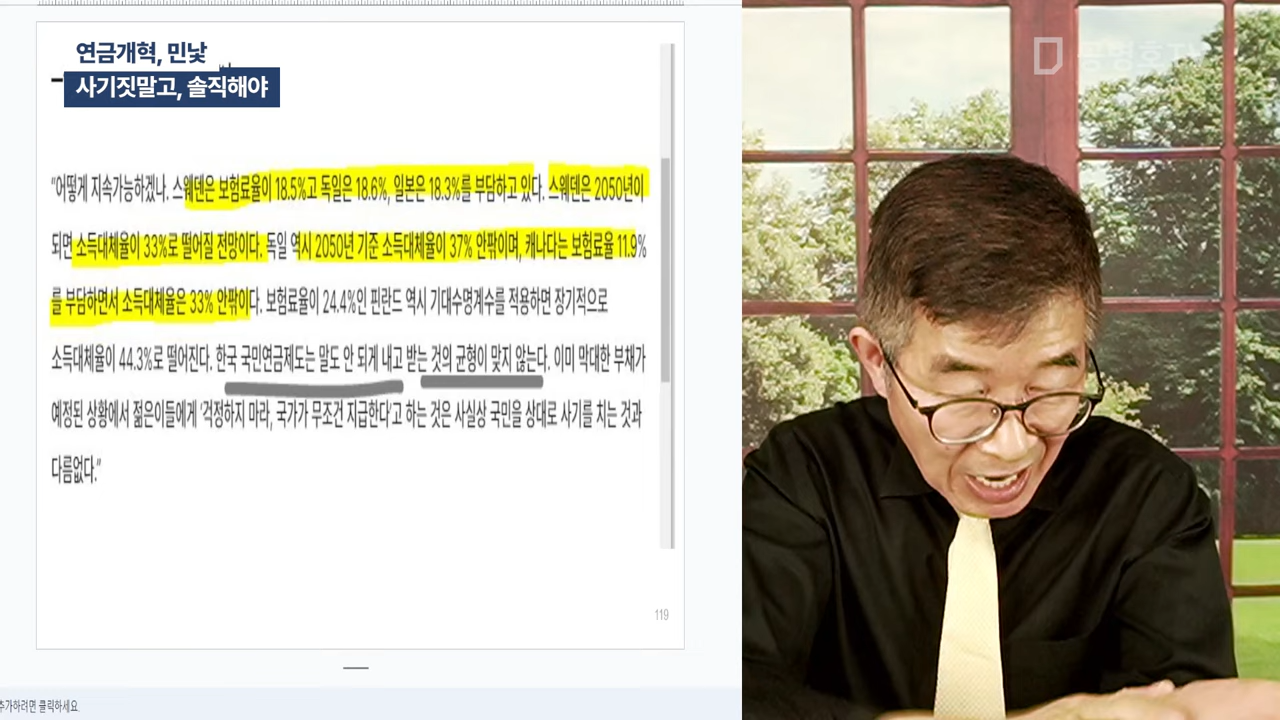 연금개혁, 민낯
사기짓말고, 솔직해야
공병호TV
“어떻게 지속가능하겠나. 스웨덴은 보험료율이 18.5%고 독일은 18.6%, 일본은 18.3%를 부담하고 있다. 스웨덴은 2050년이
되면 소득대체율이 33%로 떨어질 전망이다. 독일 역시 2050년 기준 소득대체율이 37% 안팎이며, 캐나다는 보험료율 11.9%
를 부담하면서 소득대체율은 33% 안팎이다. 보험료율이 24.4%인 핀란드 역시 기대수명계수를 적용하면 장기적으로
소득대체율이 44.3%로 떨어진다. 한국 국민연금제도는 말도 안 되게 내고 받는 것의 균형이 맞지 않는다. 이미 막대한 부채가
예정된 상황에서 젊은이들에게 ‘걱정하지 마라, 국가가 무조건 지급한다’고 하는 것은 사실상 국민을 상대로 사기를 치는 것과
다름없다.”
119
추가하려면 클릭하세요.